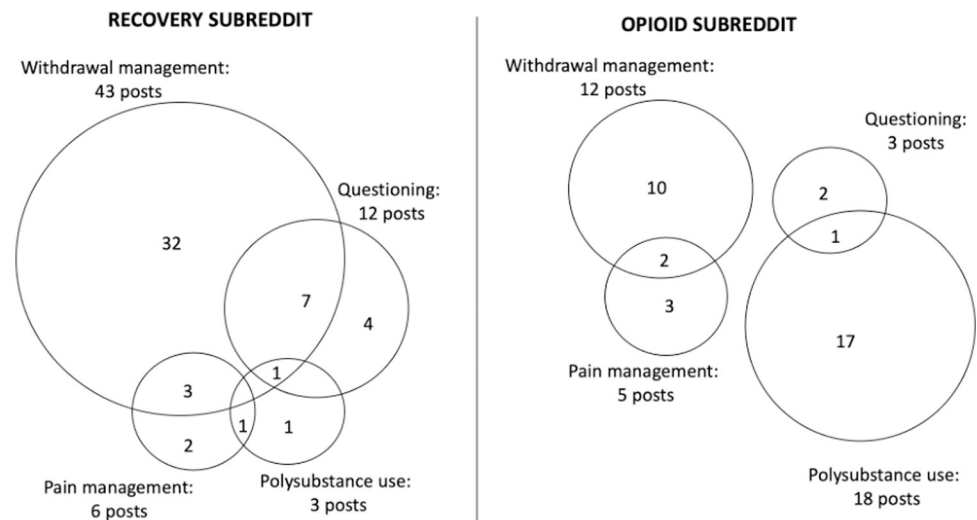 RECOVERY SUBREDDIT
Withdrawal management:
43 posts
Questioning:
12 posts
32
7
4
1
3
1
1
2
Pain management:
6 posts
Polysubstance use:
3 posts
OPIOID SUBREDDIT
Withdrawal management:
12 posts
Questioning:
3 posts
10
2
1
2
3
17
Pain management:
5 posts
Polysubstance use:
18 posts